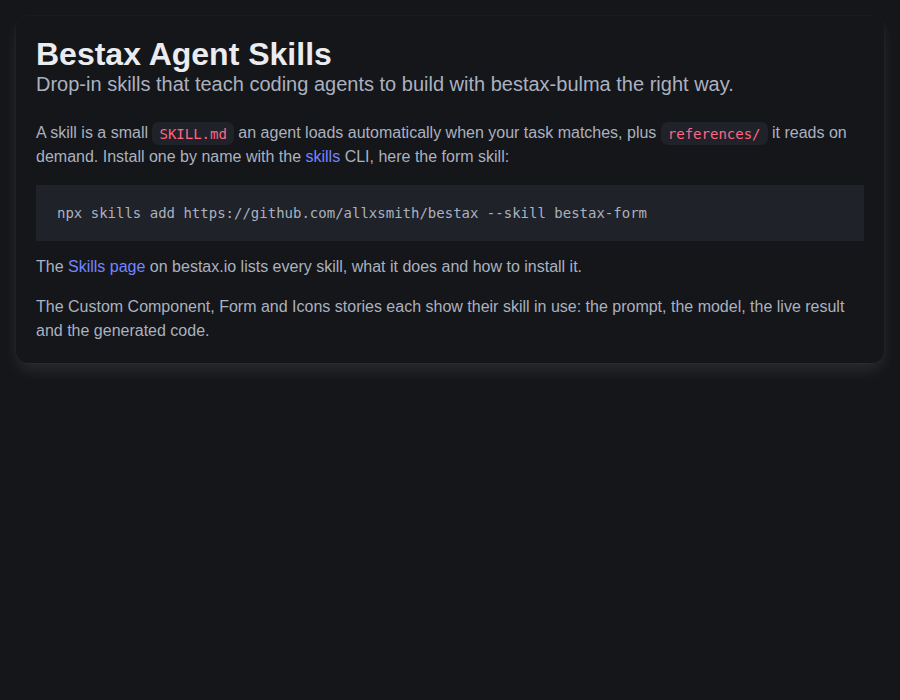 Bestax Agent Skills
Drop-in skills that teach coding agents to build with bestax-bulma the right way.
A skill is a small SKILL.md an agent loads automatically when your task matches, plus references/ it reads on
demand. Install one by name with the skills CLI, here the form skill:
npx skills add https://github.com/allxsmith/bestax --skill bestax-form
The Skills page on bestax.io lists every skill, what it does and how to install it.
The Custom Component, Form and Icons stories each show their skill in use: the prompt, the model, the live result
and the generated code.